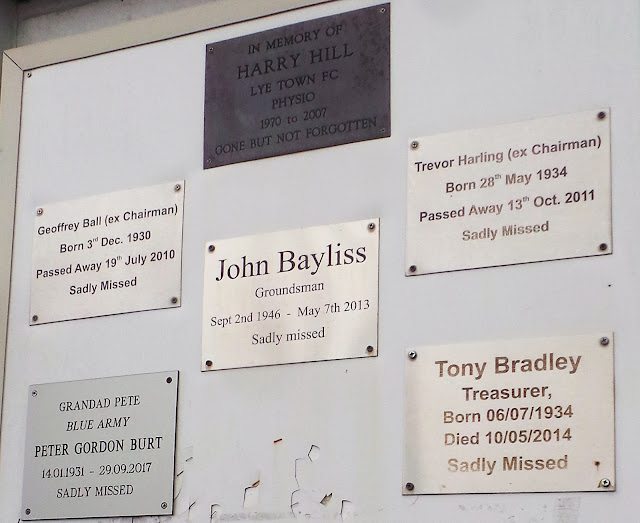 IN MEMORY OF
HARRY HILL
LYE TOWN FC
PHYSIO
1970 to 2007
GONE BUT NOT FORGOTTEN
Trevor Harling (ex Chairman)
Born 28th May 1934
Passed Away 13th Oct. 2011
Sadly Missed
Geoffrey Ball (ex Chairman)
Born 3rd Dec. 1930
Passed Away 19th July 2010
Sadly Missed
John Bayliss
Groundsman
Sept 2nd 1946 - May 7th 2013
Sadly missed
Tony Bradley
Treasurer,
Born 06/07/1934
Died 10/05/2014
Sadly Missed
GRANDAD PETE
BLUE ARMY
PETER GORDON BURT
14.01.1931 – 29.09.2017
SADLY MISSED